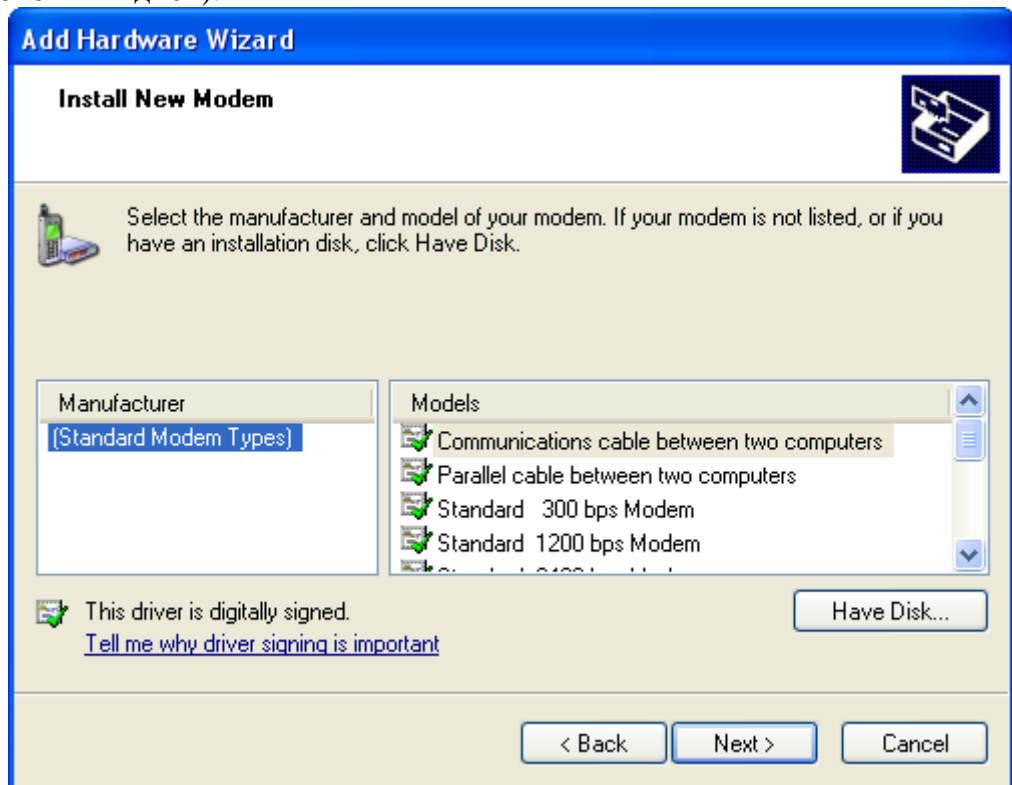 Add Hardware Wizard
Install New Modem
Select the manufacturer and model of your modem. If your modem is not listed, or if you
have an installation disk, click Have Disk.
Manufacturer
(Standard Modem Types)
Models
Communications cable between two computers
Parallel cable between two computers
Standard 300 bps Modem
Standard 1200 bps Modem
This driver is digitally signed.
Tell me why driver signing is important
Have Disk...
< Back
Next >
Cancel